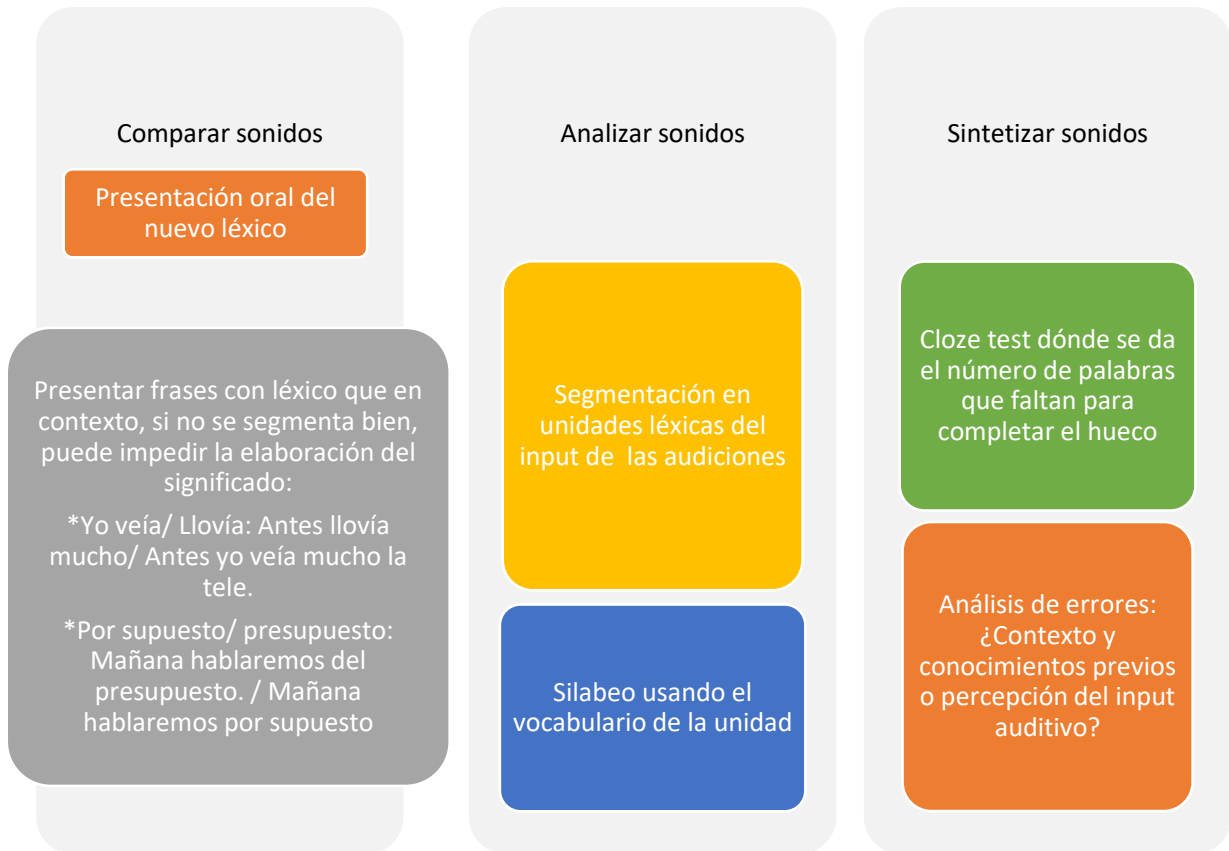 Comparar sonidos
Presentación oral del
nuevo léxico
Presentar frases con léxico que en
contexto, si no se segmenta bien,
puede impedir la elaboración del
significado:
*Yo veía/ Llovía: Antes llovía
mucho/ Antes yo veía mucho la
tele.
*Por supuesto/ presupuesto:
Mañana hablaremos del
presupuesto. / Mañana
hablaremos por supuesto
Analizar sonidos
Segmentación en
unidades léxicas del
input de las audiciones
Silabeo usando el
vocabulario de la unidad
Sintetizar sonidos
Cloze test dónde se da
el número de palabras
que faltan para
completar el hueco
Análisis de errores:
¿Contexto y
conocimientos previos
o percepción del input
auditivo?